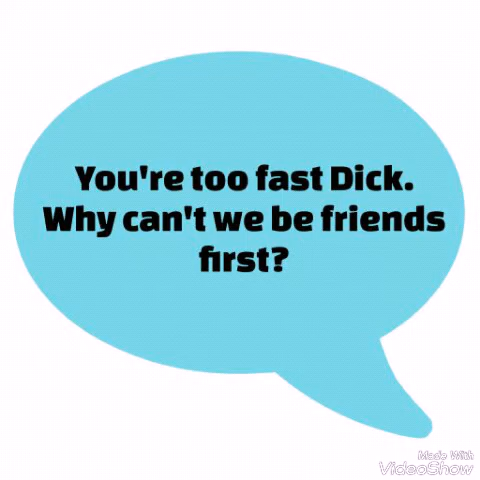 You're too fast Dick.
Why can't we be friends
first?
Made With
VideoShow